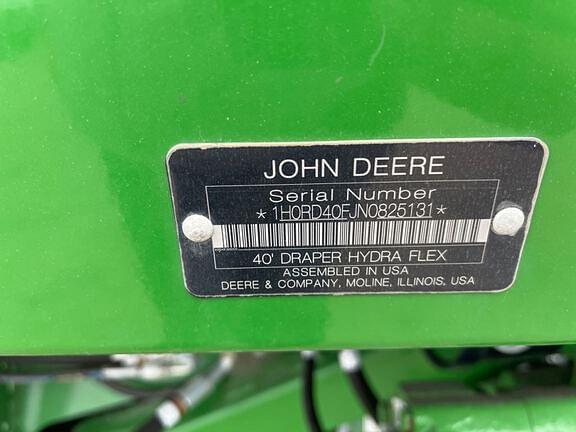 JOHN DEERE
Serial Number
*1H0RD40FJN0825131*
40' DRAPER HYDRA FLEX
ASSEMBLED IN USA
DEERE & COMPANY, MOLINE, ILLINOIS, USA